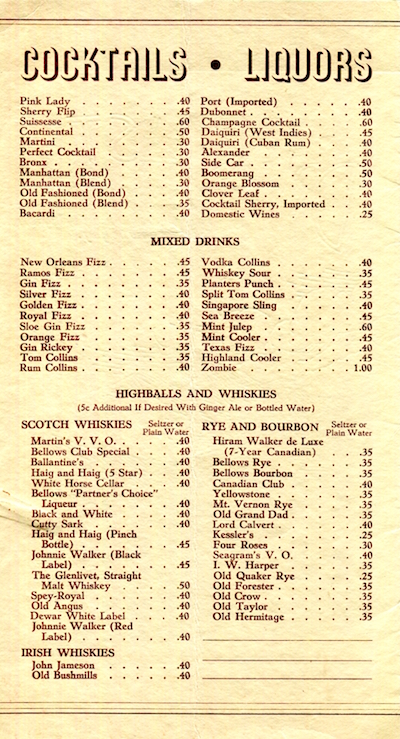 COCKTAILS • LIQUORS
Pink Lady . . . . . . . .40
Sherry Flip . . . . . . . .45
Suissesse . . . . . . . .60
Continental . . . . . . . .50
Martini . . . . . . . .30
Perfect Cocktail . . . . . .30
Bronx . . . . . . . .30
Manhattan (Bond) . . . . . .40
Manhattan (Blend) . . . . . .30
Old Fashioned (Bond) . . . . .40
Old Fashioned (Blend) . . . . .35
Bacardi . . . . . . . .40
Port (Imported) . . . . . . .40
Dubonnet . . . . . . . .40
Champagne Cocktail . . . . .60
Daiquiri (West Indies) . . . . .45
Daiquiri (Cuban Rum) . . . . .40
Alexander . . . . . . . .40
Side Car . . . . . . . .50
Boomerang . . . . . . . .50
Orange Blossom . . . . . . .30
Clover Leaf . . . . . . . .40
Cocktail Sherry, Imported . . . .40
Domestic Wines . . . . . . .25
MIXED DRINKS
New Orleans Fizz . . . . . . .45
Ramos Fizz . . . . . . . .45
Gin Fizz . . . . . . . .35
Silver Fizz . . . . . . . .40
Golden Fizz . . . . . . . .40
Royal Fizz . . . . . . . .40
Sloe Gin Fizz . . . . . . . .35
Orange Fizz . . . . . . . .35
Gin Rickey . . . . . . . .35
Tom Collins . . . . . . . .35
Rum Collins . . . . . . . .40
Vodka Collins . . . . . . . .40
Whiskey Sour . . . . . . . .35
Planters Punch . . . . . . . .45
Split Tom Collins . . . . . . .35
Singapore Sling . . . . . . .40
Sea Breeze . . . . . . . .45
Mint Julep . . . . . . . .60
Mint Cooler . . . . . . . .45
Texas Fizz . . . . . . . .40
Highland Cooler . . . . . . .45
Zombie . . . . . . . 1.00
HIGHBALLS AND WHISKIES
(5c Additional If Desired With Ginger Ale or Bottled Water)
SCOTCH WHISKIES Seltzer or
Plain Water
Martin's V. V. O. . . . . . .40
Bellows Club Special . . . . .40
Ballantine's . . . . . . . .40
Haig and Haig (5 Star) . . . . .40
White Horse Cellar . . . . . .40
Bellows "Partner's Choice"
Liqueur . . . . . . . .40
Black and White . . . . . . .40
Cutty Sark . . . . . . . .40
Haig and Haig (Pinch
Bottle) . . . . . . . .45
Johnnie Walker (Black
Label) . . . . . . . .45
The Glenlivet, Straight
Malt Whiskey . . . . . . .50
Spey-Royal . . . . . . . .40
Old Angus . . . . . . . .40
Dewar White Label . . . . . .40
Johnnie Walker (Red
Label) . . . . . . . .40
IRISH WHISKIES
John Jameson . . . . . . .40
Old Bushmills . . . . . . .40
RYE AND BOURBON Seltzer or
Plain Water
Hiram Walker de Luxe
(7-Year Canadian) . . . . . .35
Bellows Rye . . . . . . . .35
Bellows Bourbon . . . . . . .35
Canadian Club . . . . . . .40
Yellowstone . . . . . . . .35
Mt. Vernon Rye . . . . . . .35
Old Grand Dad . . . . . . .35
Lord Calvert . . . . . . . .40
Kessler's . . . . . . . .25
Four Roses . . . . . . . .30
Seagram's V. O. . . . . . . .40
I. W. Harper . . . . . . . .35
Old Quaker Rye . . . . . . .25
Old Forester . . . . . . . .35
Old Crow . . . . . . . .35
Old Taylor . . . . . . . .35
Old Hermitage . . . . . . .35